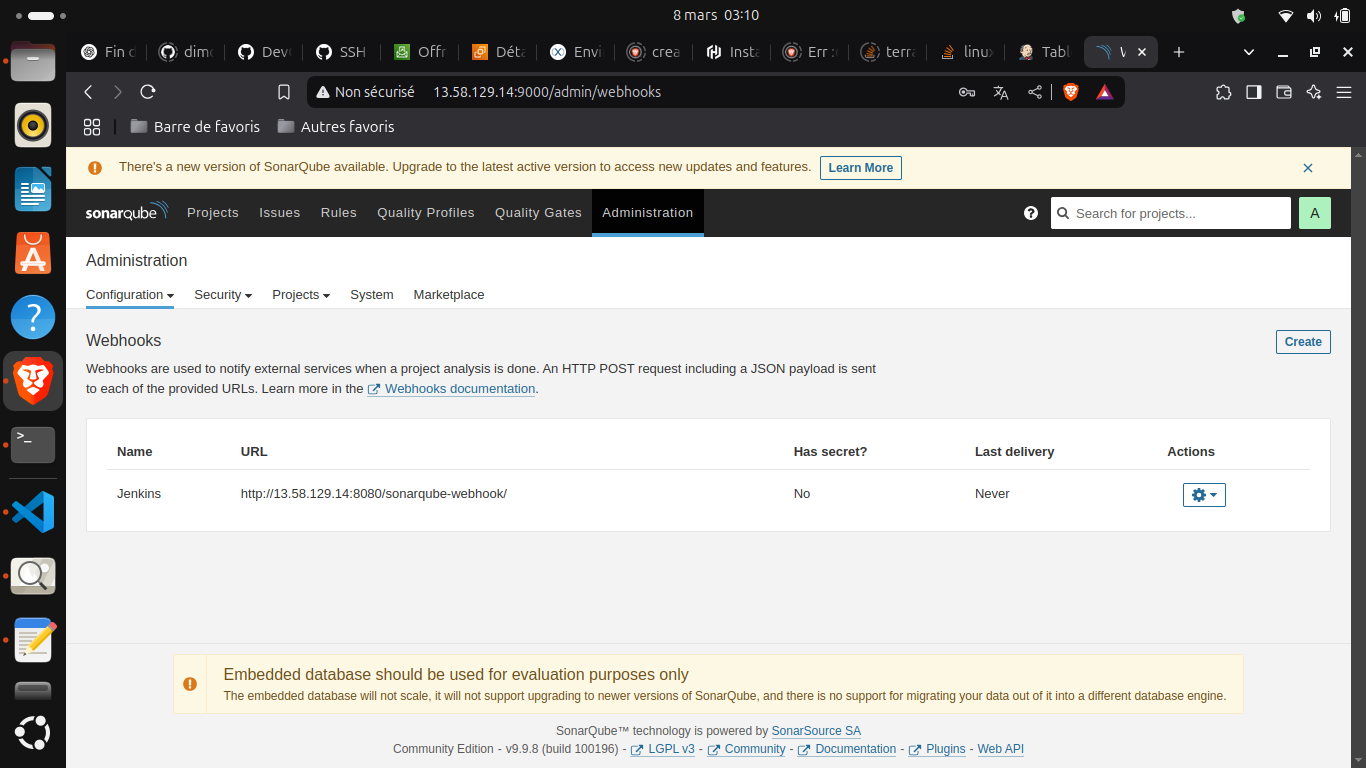 8 mars 03:10
Fin d dimo Dev SSH Offr Déta Envi crea Insta Err : terra linux Tabl W
Non sécurisé 13.58.129.14:9000/admin/webhooks
Barre de favoris Autres favoris
There's a new version of SonarQube available. Upgrade to the latest active version to access new updates and features. Learn More
sonarqube Projects Issues Rules Quality Profiles Quality Gates Administration Search for projects... A
Administration
Configuration Security Projects System Marketplace
Webhooks
Create
Webhooks are used to notify external services when a project analysis is done. An HTTP POST request including a JSON payload is sent
to each of the provided URLs. Learn more in the Webhooks documentation.
Name URL Has secret? Last delivery Actions
Jenkins http://13.58.129.14:8080/sonarqube-webhook/ No Never
Embedded database should be used for evaluation purposes only
The embedded database will not scale, it will not support upgrading to newer versions of SonarQube, and there is no support for migrating your data out of it into a different database engine.
SonarQube™ technology is powered by SonarSource SA
Community Edition - v9.9.8 (build 100196) - LGPL v3 - Community - Documentation - Plugins - Web API